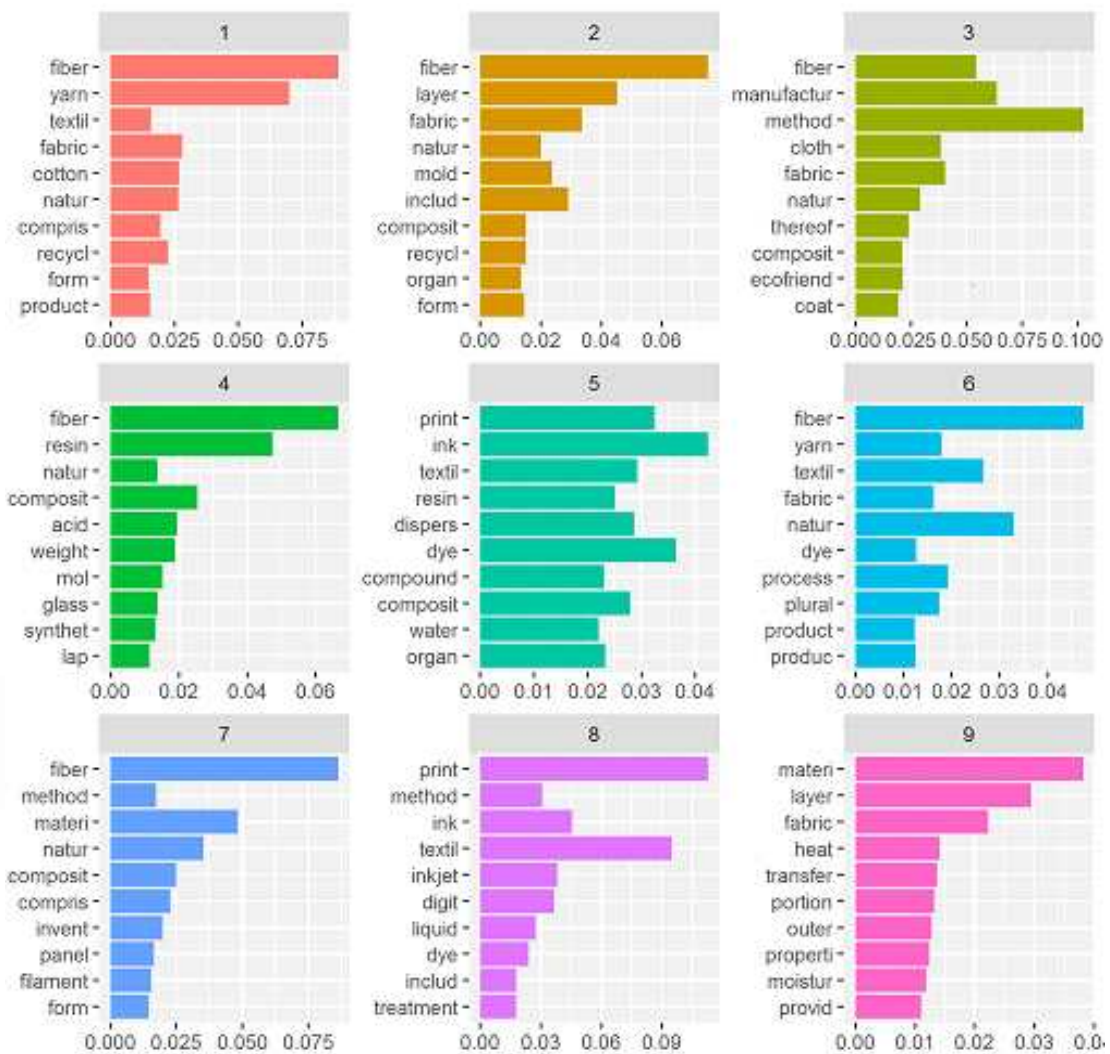 1
fiber
yarn
textil
fabric
cotton
natur
compris
recycl
form
product
0.000 0.025 0.050 0.075
2
fiber
layer
fabric
natur
mold
includ
composit
recycl
organ
form
0.00 0.02 0.04 0.06
3
fiber
manufactur
method
cloth
fabric
natur
thereof
composit
ecofriend
coat
0.000 0.025 0.050 0.075 0.100
4
fiber
resin
natur
composit
acid
weight
mol
glass
synthet
lap
0.00 0.02 0.04 0.06
5
print
ink
textil
resin
dispers
dye
compound
composit
water
organ
0.00 0.01 0.02 0.03 0.04
6
fiber
yarn
textil
fabric
natur
dye
process
plural
product
produc
0.00 0.01 0.02 0.03 0.04
7
fiber
method
materi
natur
composit
compris
invent
panel
filament
form
0.000 0.025 0.050 0.075
8
print
method
ink
textil
inkjet
digit
liquid
dye
includ
treatment
0.00 0.03 0.06 0.09
9
materi
layer
fabric
heat
transfer
portion
outer
properti
moistur
provid
0.00 0.01 0.02 0.03